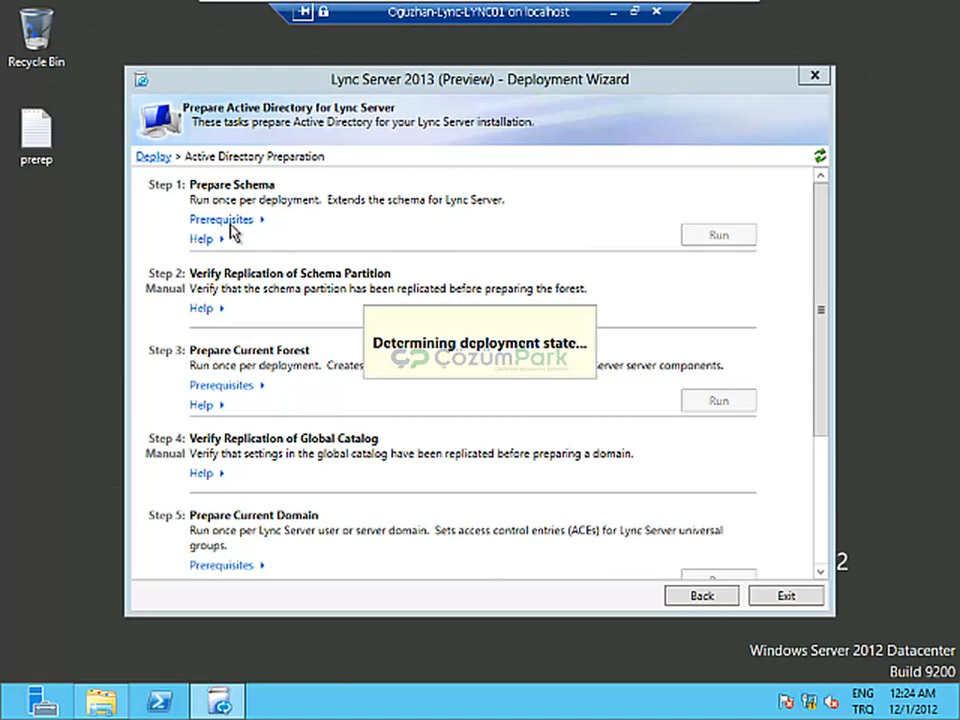 Oguzhan-Lync-LYNC01 on localhost
Recycle Bin
prerep
Lync Server 2013 (Preview) - Deployment Wizard
Prepare Active Directory for Lync Server
These tasks prepare Active Directory for your Lync Server installation.
Deploy > Active Directory Preparation
Step 1: Prepare Schema
Run once per deployment. Extends the schema for Lync Server.
Prerequisites
Help
Run
Step 2: Verify Replication of Schema Partition
Manual Verify that the schema partition has been replicated before preparing the forest.
Help
Determining deployment state...
ÇözümPark
Step 3: Prepare Current Forest
Run once per deployment. Creates server components.
Prerequisites
Help
Run
Step 4: Verify Replication of Global Catalog
Manual Verify that settings in the global catalog have been replicated before preparing a domain.
Help
Step 5: Prepare Current Domain
Run once per Lync Server user or server domain. Sets access control entries (ACEs) for Lync Server universal
groups.
Prerequisites
2
Back
Exit
Windows Server 2012 Datacenter
Build 9200
ENG
TRQ
12:24 AM
12/1/2012